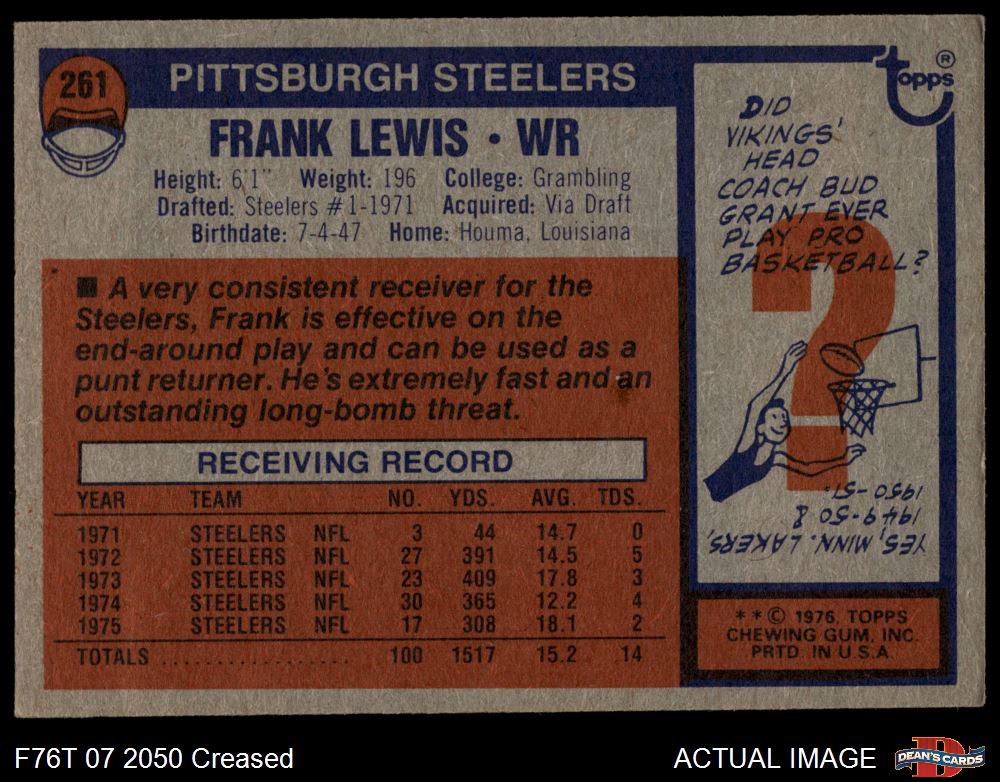 261
PITTSBURGH STEELERS
topps®
FRANK LEWIS • WR
Height: 6'1" Weight: 196 College: Grambling
Drafted: Steelers #1-1971 Acquired: Via Draft
Birthdate: 7-4-47 Home: Houma, Louisiana
■ A very consistent receiver for the
Steelers, Frank is effective on the
end-around play and can be used as a
punt returner. He's extremely fast and an
outstanding long-bomb threat.
RECEIVING RECORD
YEAR TEAM NO. YDS. AVG. TDS.
1971 STEELERS NFL 3 44 14.7 0
1972 STEELERS NFL 27 391 14.5 5
1973 STEELERS NFL 23 409 17.8 3
1974 STEELERS NFL 30 365 12.2 4
1975 STEELERS NFL 17 308 18.1 2
TOTALS .................. 100 1517 15.2 14
DID
VIKINGS'
HEAD
COACH BUD
GRANT EVER
PLAY PRO
BASKETBALL?
?
YES, MINN. LAKERS,
1949-50 &
1950-51.
**© 1976, TOPPS
CHEWING GUM, INC.
PRTD. IN U.S.A.
F76T 07 2050 Creased
ACTUAL IMAGE
D
DEAN'S CARDS